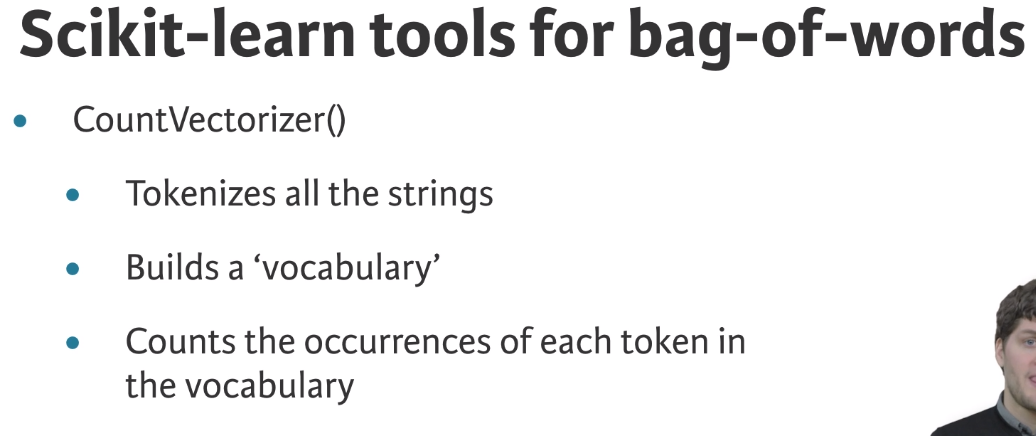 Scikit-learn tools for bag-of-words
• CountVectorizer()
• Tokenizes all the strings
• Builds a ‘vocabulary’
• Counts the occurrences of each token in
the vocabulary